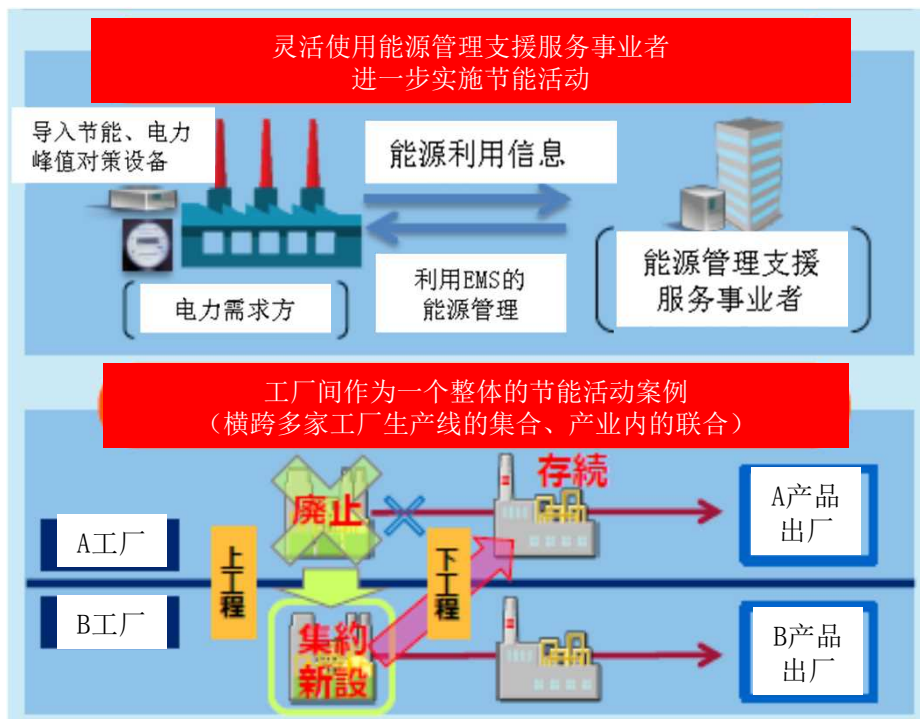 灵活使用能源管理支援服务事业者
进一步实施节能活动
导入节能、电力
峰值对策设备
能源利用信息
利用EMS的
能源管理
电力需求方
能源管理支援
服务事业者
工厂间作为一个整体的节能活动案例
（横跨多家工厂生产线的集合、产业内的联合）
A工厂
上工程
廃止
下工程
存続
A产品
出厂
B工厂
集約
新設
B产品
出厂